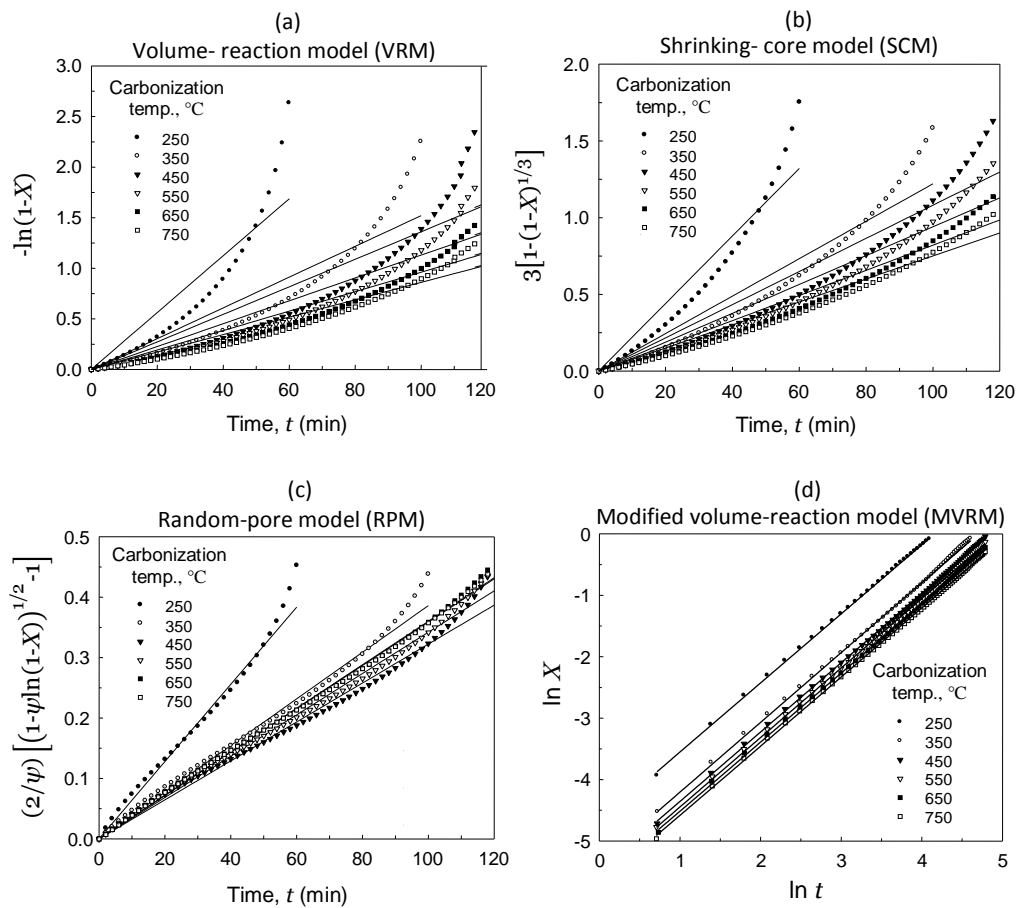 (a)
Volume- reaction model (VRM)
3.0
2.5
2.0
1.5
1.0
0.5
0.0
-ln(1-X)
Carbonization
temp., °C
250
350
450
550
650
750
0 20 40 60 80 100 120
Time, t (min)
(b)
Shrinking- core model (SCM)
2.0
1.5
1.0
0.5
0.0
3[1-(1-X)^1/3]
Carbonization
temp., °C
250
350
450
550
650
750
0 20 40 60 80 100 120
Time, t (min)
(c)
Random-pore model (RPM)
0.5
0.4
0.3
0.2
0.1
0.0
(2/ψ) [(1-ψln(1-X))^1/2 -1]
Carbonization
temp., °C
250
350
450
550
650
750
0 20 40 60 80 100 120
Time, t (min)
(d)
Modified volume-reaction model (MVRM)
0
-1
-2
-3
-4
-5
ln X
Carbonization
temp., °C
250
350
450
550
650
750
0 1 2 3 4 5
ln t